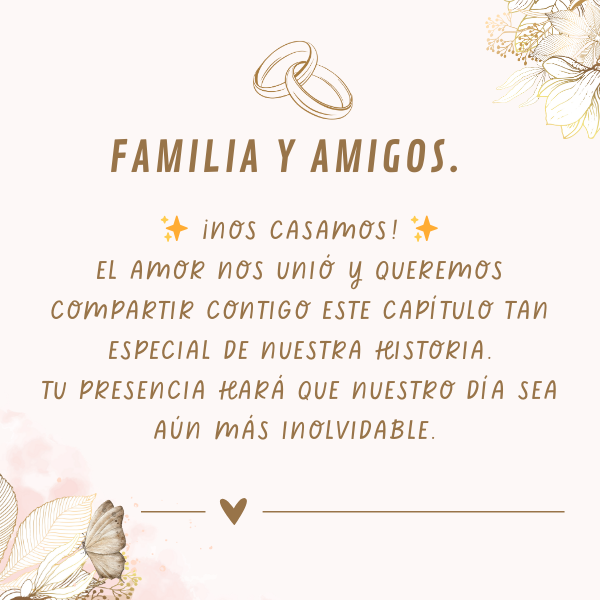 FAMILIA Y AMIGOS.
✨ ¡NOS CASAMOS! ✨
EL AMOR NOS UNIÓ Y QUEREMOS
COMPARTIR CONTIGO ESTE CAPÍTULO TAN
ESPECIAL DE NUESTRA HISTORIA.
TU PRESENCIA HARÁ QUE NUESTRO DÍA SEA
AÚN MÁS INOLVIDABLE.